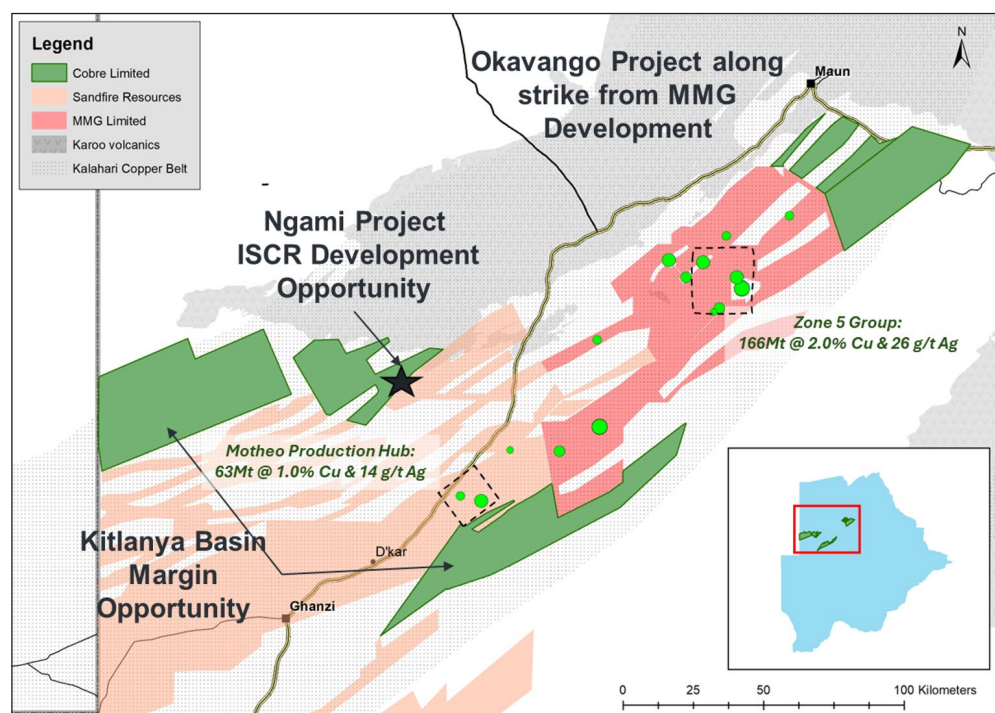 Legend
Cobre Limited
Sandfire Resources
MMG Limited
Karoo volcanics
Kalahari Copper Belt
Okavango Project along
strike from MMG
Development
N
Maun
Ngami Project
ISCR Development
Opportunity
Zone 5 Group:
166Mt @ 2.0% Cu & 26 g/t Ag
Motheo Production Hub:
63Mt @ 1.0% Cu & 14 g/t Ag
Kitlanya Basin
Margin
Opportunity
D'kar
Ghanzi
0 25 50 100 Kilometers